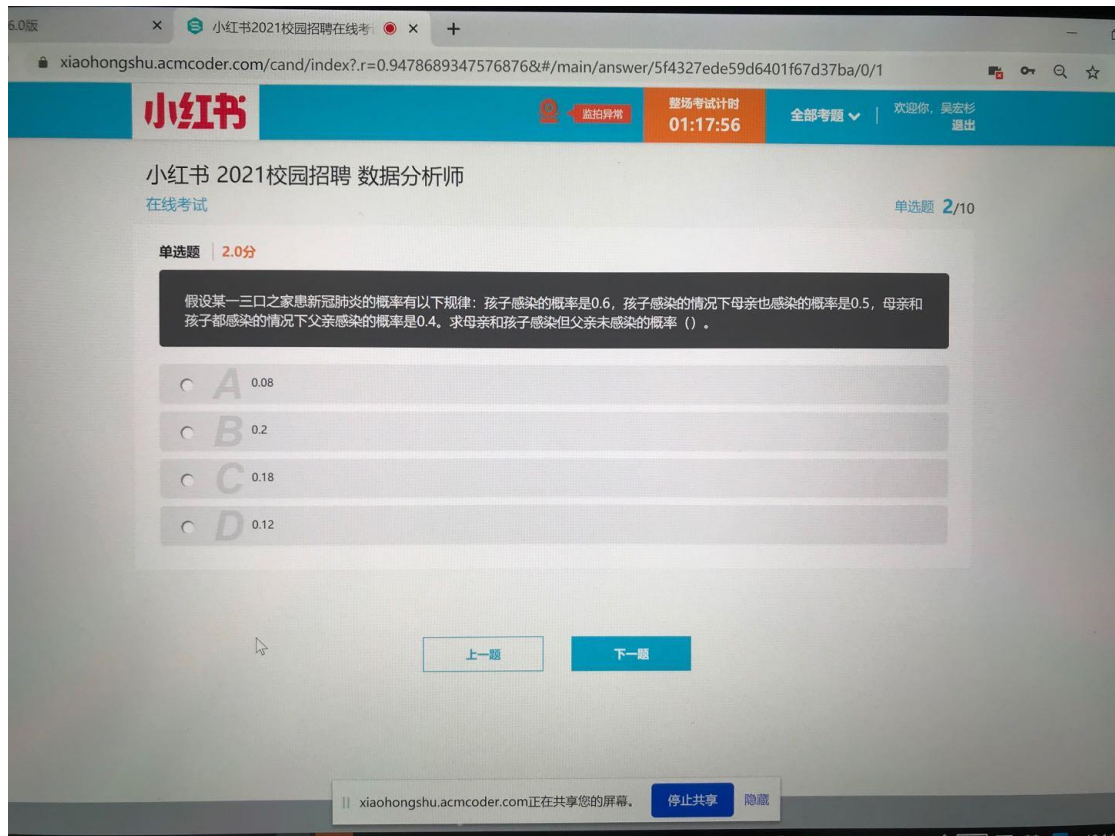 6.0版
小红书2021校园招聘在线考
xiaohongshu.acmcoder.com/cand/index?.r=0.9478689347576876&#/main/answer/5f4327ede59d6401f67d37ba/0/1
小红书
监拍异常
整场考试计时
01:17:56
全部考题
欢迎你，吴宏杉
退出
小红书 2021校园招聘 数据分析师
在线考试
单选题 2/10
单选题 2.0分
假设某一三口之家患新冠肺炎的概率有以下规律：孩子感染的概率是0.6，孩子感染的情况下母亲也感染的概率是0.5，母亲和
孩子都感染的情况下父亲感染的概率是0.4。求母亲和孩子感染但父亲未感染的概率（）。
A 0.08
B 0.2
C 0.18
D 0.12
上一题
下一题
xiaohongshu.acmcoder.com正在共享您的屏幕。
停止共享
隐藏